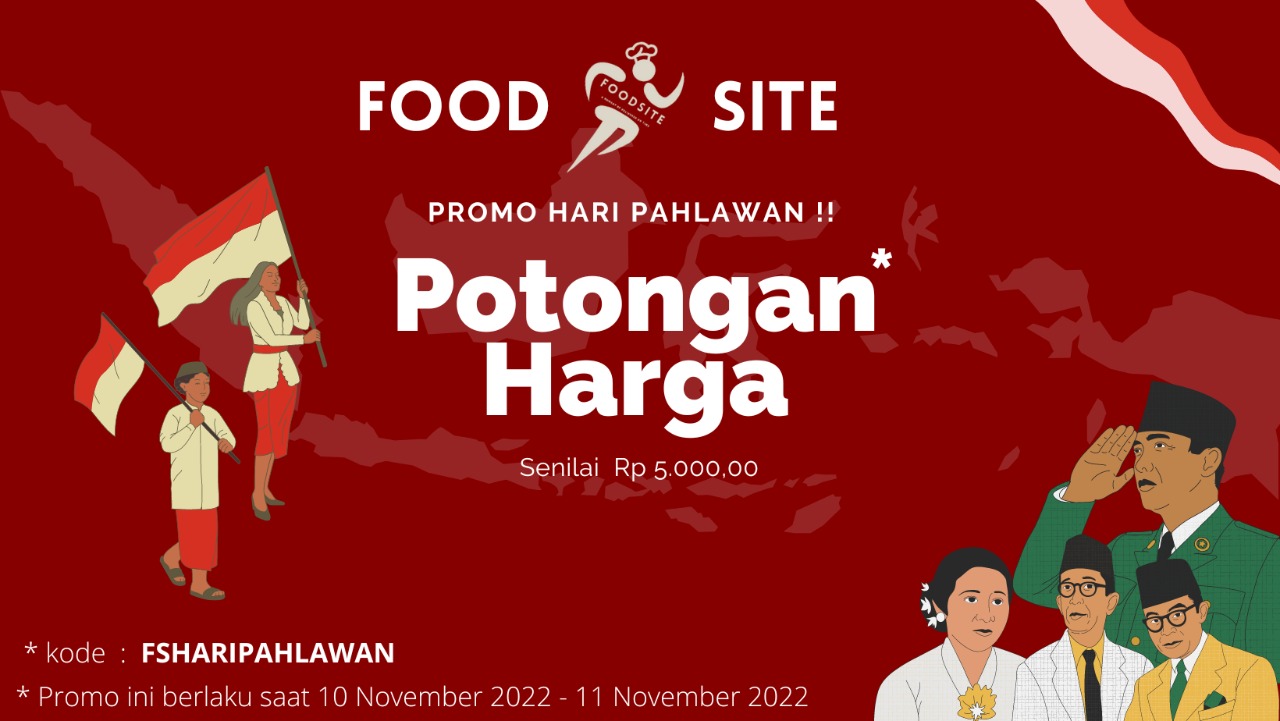 FOOD SITE
FOODSITE
PROMO HARI PAHLAWAN !!
Potongan*
Harga
Senilai Rp 5.000,00
* kode : FSHARIPAHLAWAN
* Promo ini berlaku saat 10 November 2022 - 11 November 2022